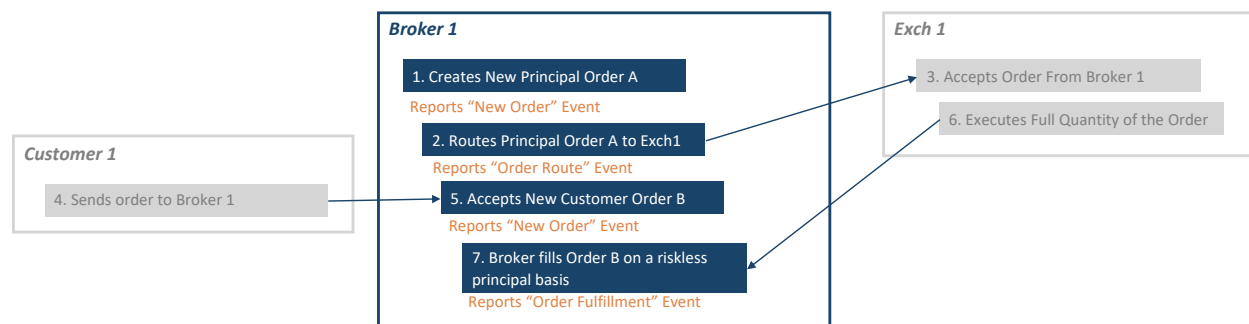 Broker 1
1. Creates New Principal Order A
Reports “New Order” Event
2. Routes Principal Order A to Exch1
Reports “Order Route” Event
5. Accepts New Customer Order B
Reports “New Order” Event
7. Broker fills Order B on a riskless
principal basis
Reports “Order Fulfillment” Event
Customer 1
4. Sends order to Broker 1
Exch 1
3. Accepts Order From Broker 1
6. Executes Full Quantity of the Order